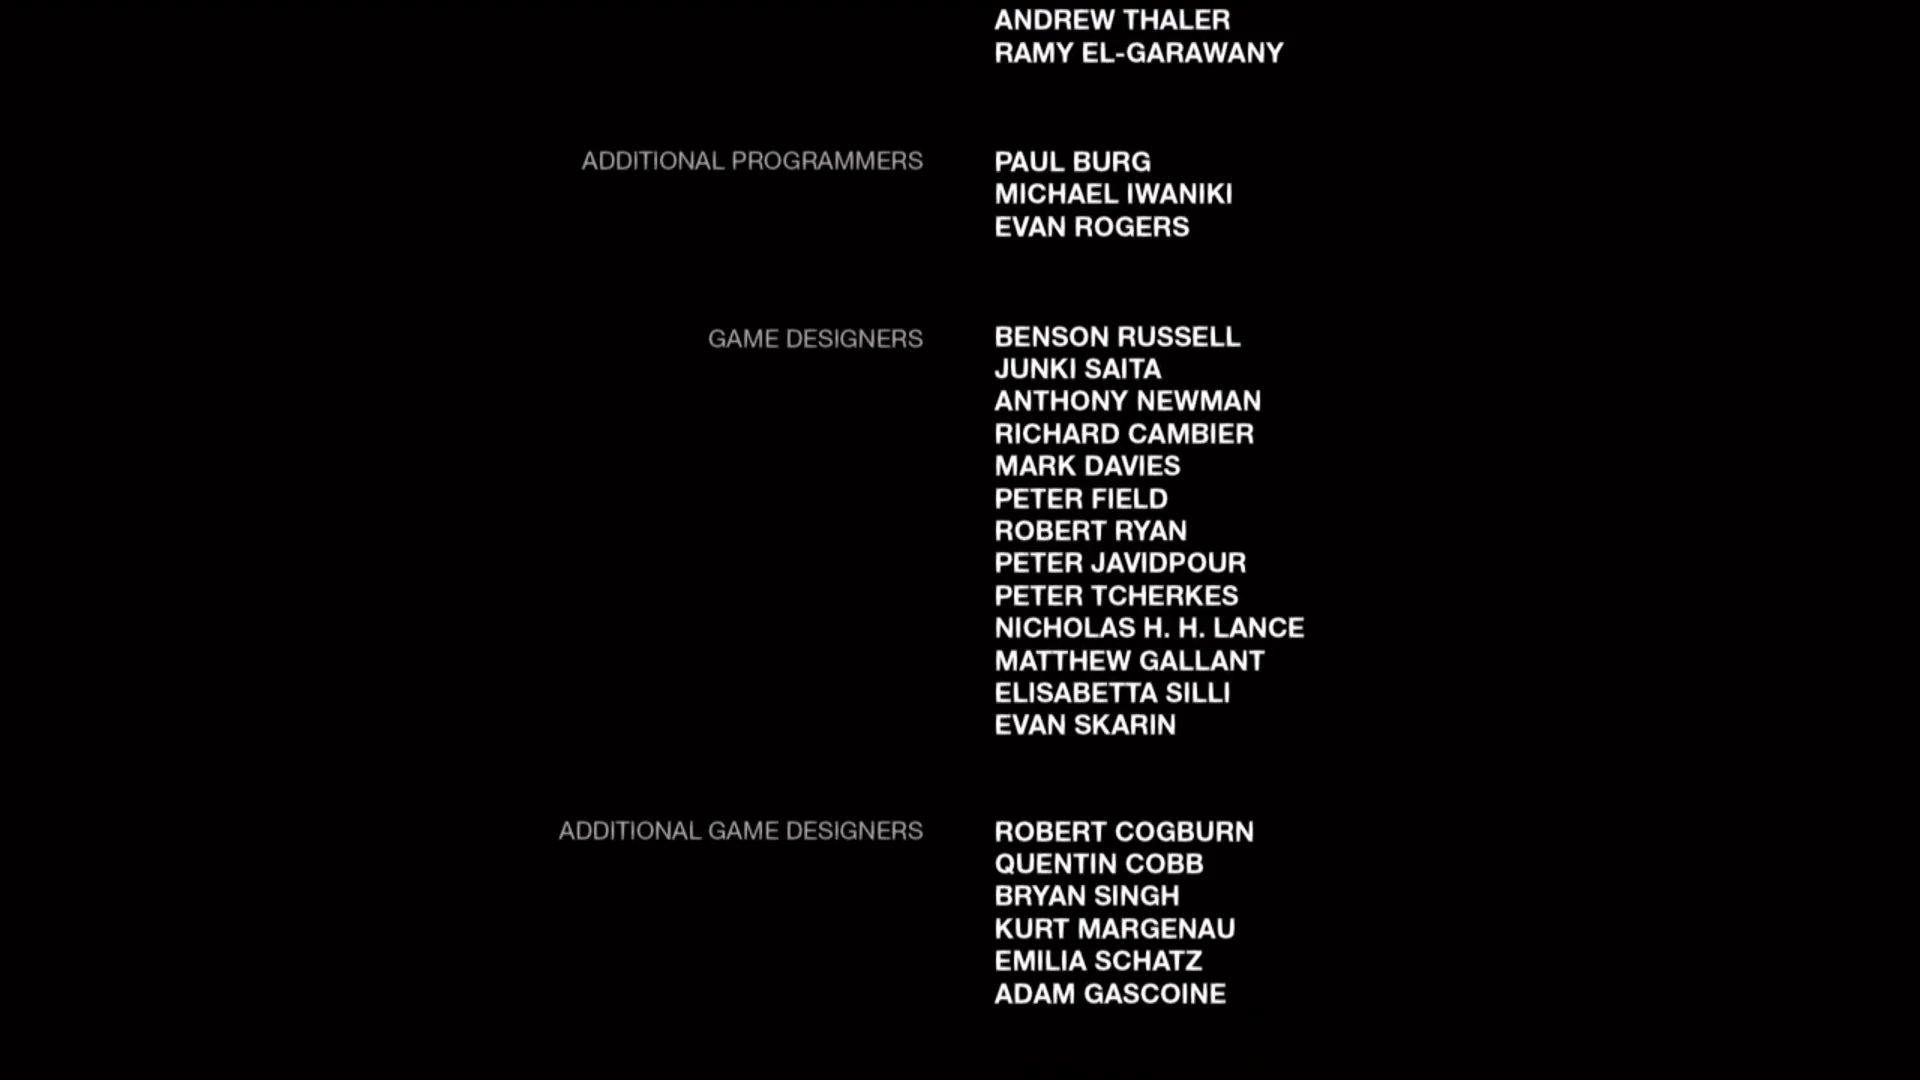 ANDREW THALER
RAMY EL-GARAWANY
ADDITIONAL PROGRAMMERS PAUL BURG
MICHAEL IWANIKI
EVAN ROGERS
GAME DESIGNERS BENSON RUSSELL
JUNKI SAITA
ANTHONY NEWMAN
RICHARD CAMBIER
MARK DAVIES
PETER FIELD
ROBERT RYAN
PETER JAVIDPOUR
PETER TCHERKES
NICHOLAS H. H. LANCE
MATTHEW GALLANT
ELISABETTA SILLI
EVAN SKARIN
ADDITIONAL GAME DESIGNERS ROBERT COGBURN
QUENTIN COBB
BRYAN SINGH
KURT MARGENAU
EMILIA SCHATZ
ADAM GASCOINE